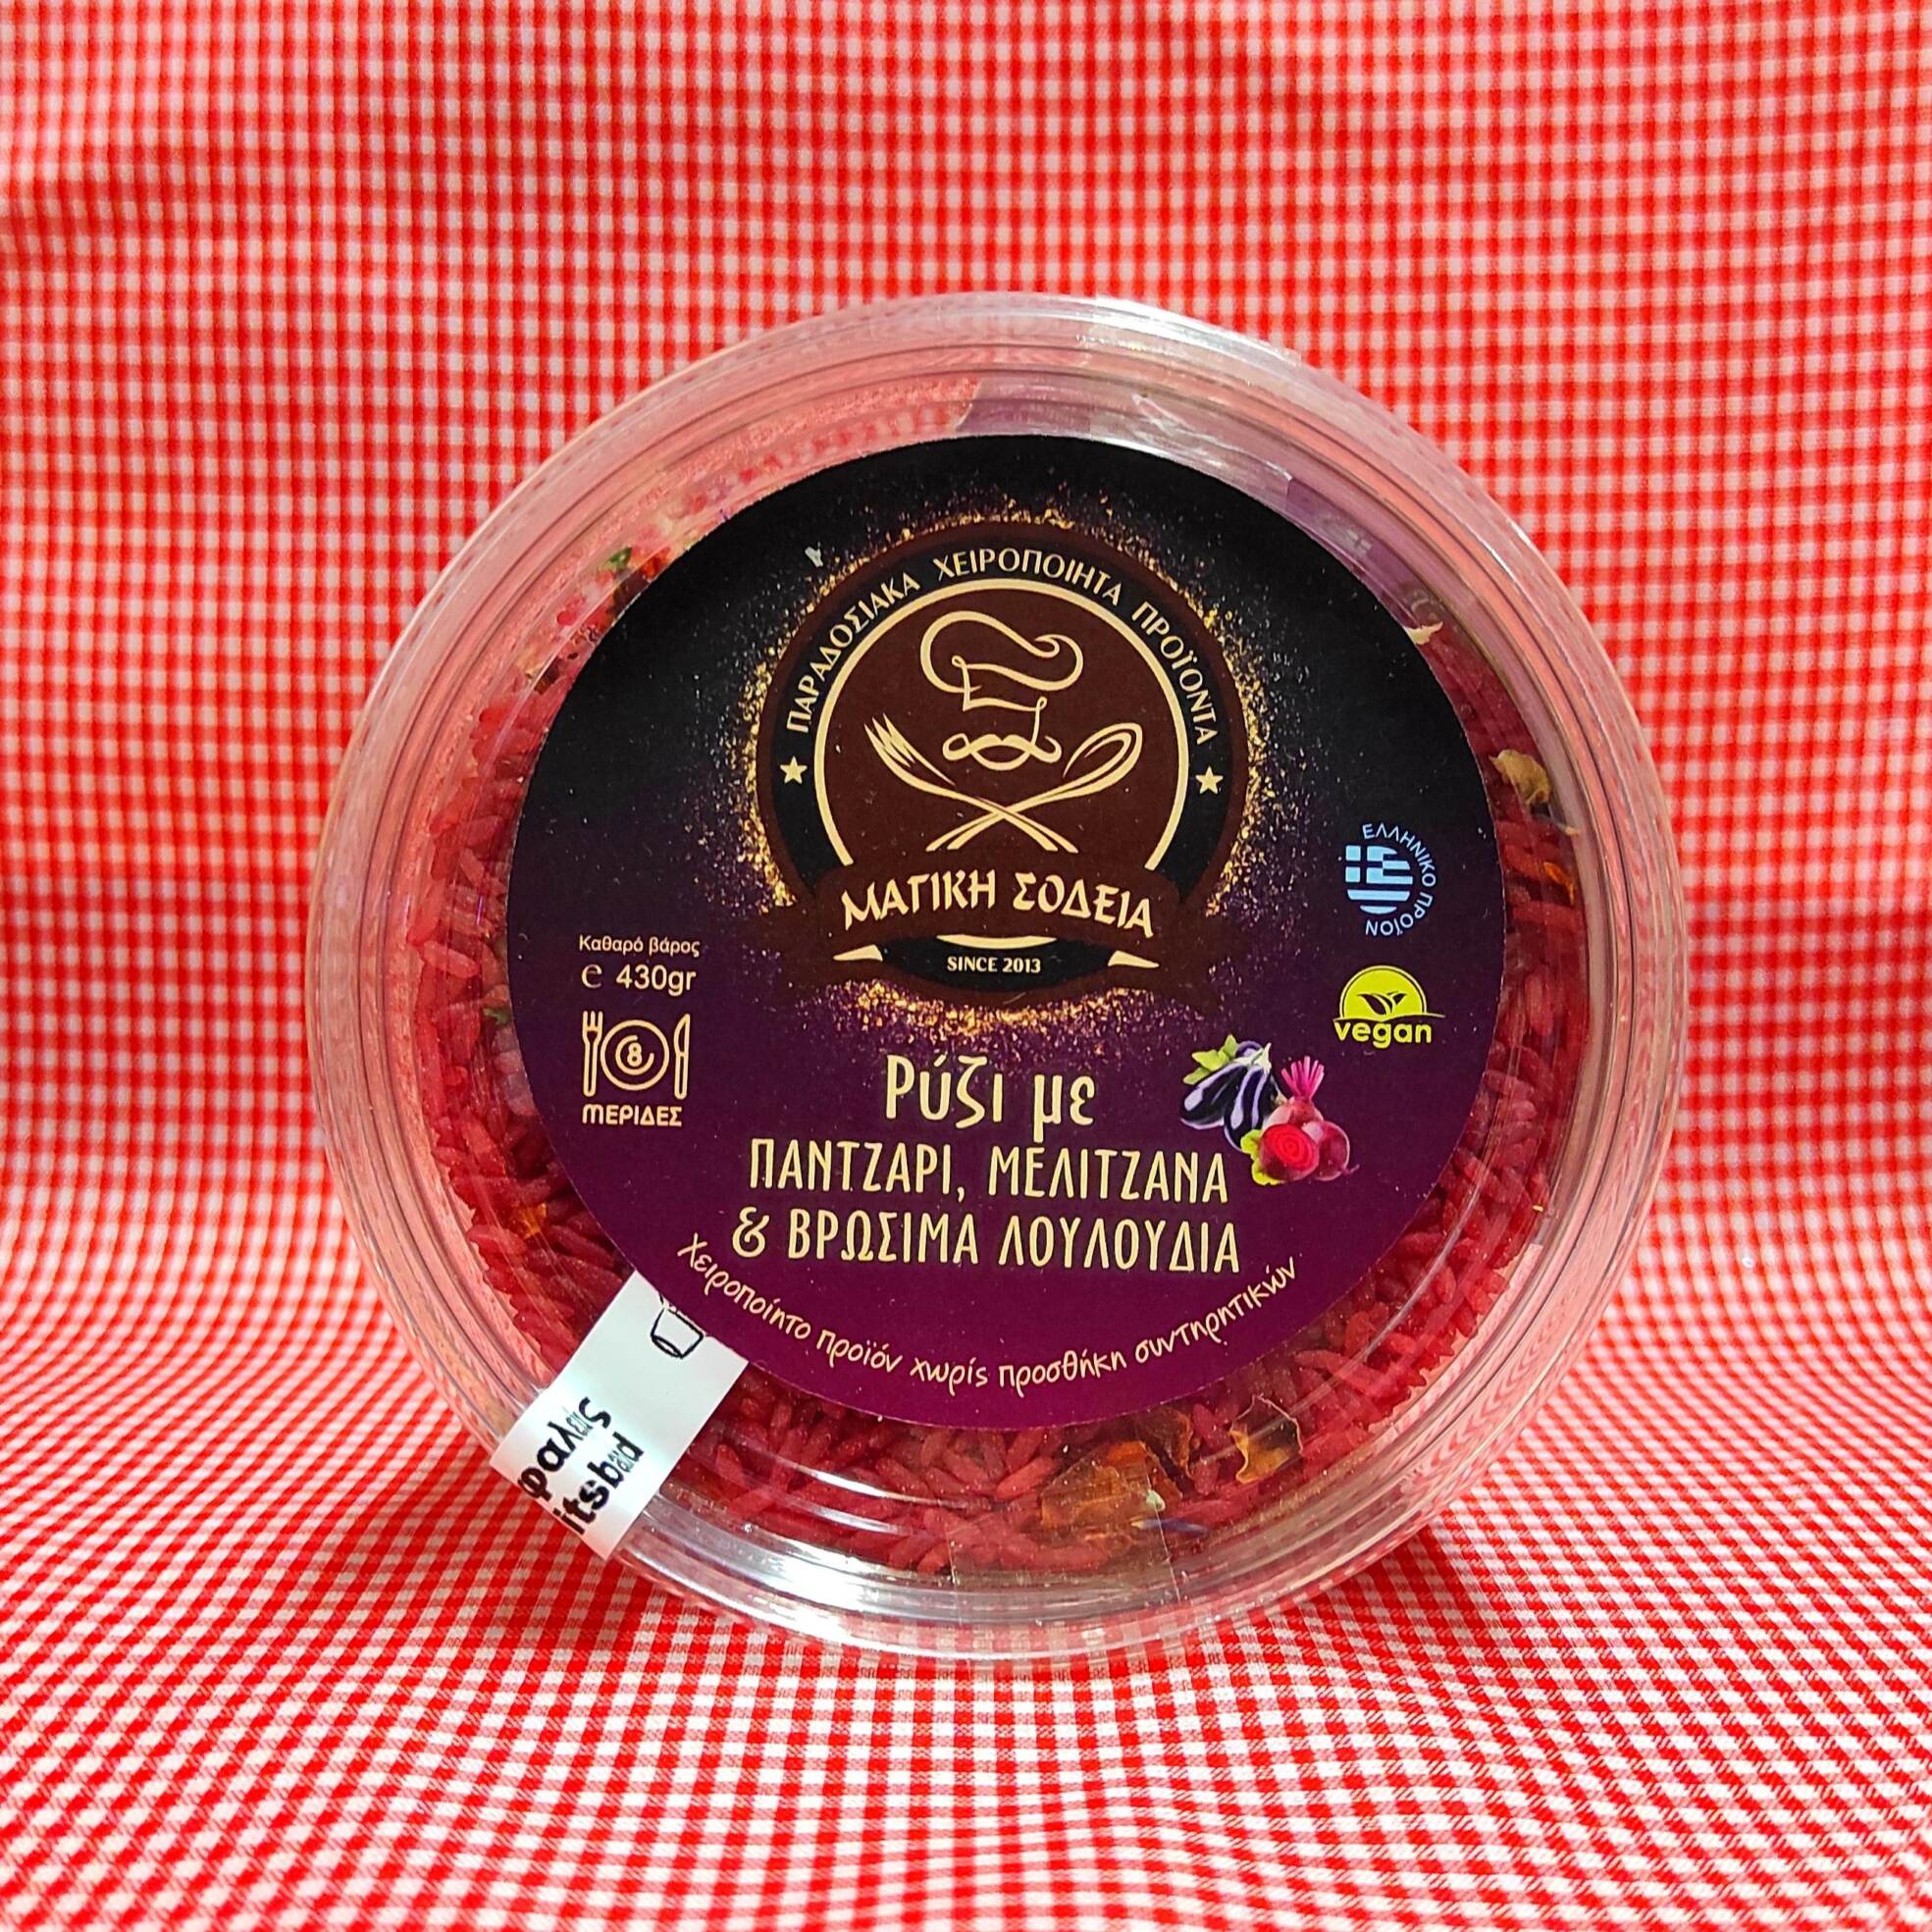 ΠΑΡΑΔΟΣΙΑΚΑ ΧΕΙΡΟΠΟΙΗΤΑ ΠΡΟΪΟΝΤΑ
ΜΑΓΙΚΗ ΣΟΔΕΙΑ
SINCE 2013
ΕΛΛΗΝΙΚΟ ΠΡΟΪΟΝ
vegan
Καθαρό βάρος
e 430gr
8
ΜΕΡΙΔΕΣ
Ρύζι με
ΠΑΝΤΖΑΡΙ, ΜΕΛΙΤΖΑΝΑ
& ΒΡΩΣΙΜΑ ΛΟΥΛΟΥΔΙΑ
Χειροποίητο προϊόν χωρίς προσθήκη συντηρητικών